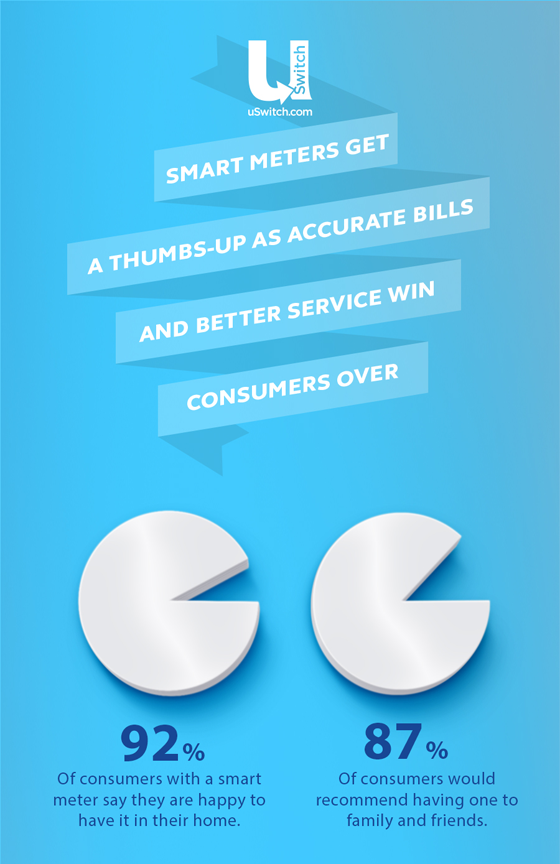 U Switch
uSwitch.com
SMART METERS GET
A THUMBS-UP AS ACCURATE BILLS
AND BETTER SERVICE WIN
CONSUMERS OVER
92%
Of consumers with a smart
meter say they are happy to
have it in their home.
87%
Of consumers would
recommend having one to
family and friends.